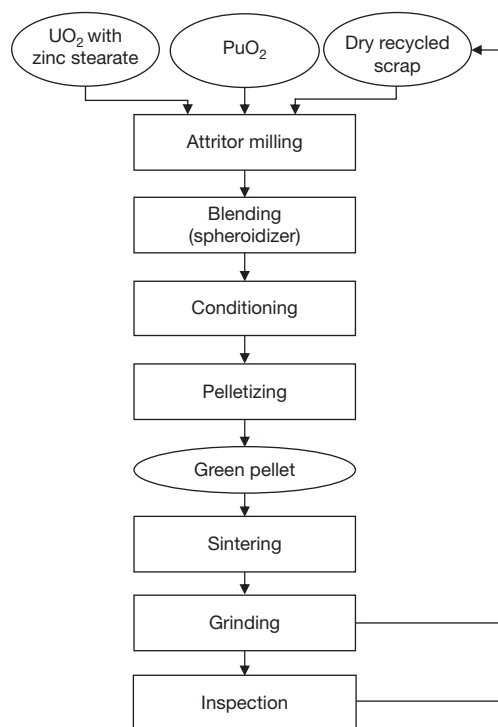 UO₂ with
zinc stearate
PuO₂
Dry recycled
scrap
Attritor milling
Blending
(spheroidizer)
Conditioning
Pelletizing
Green pellet
Sintering
Grinding
Inspection